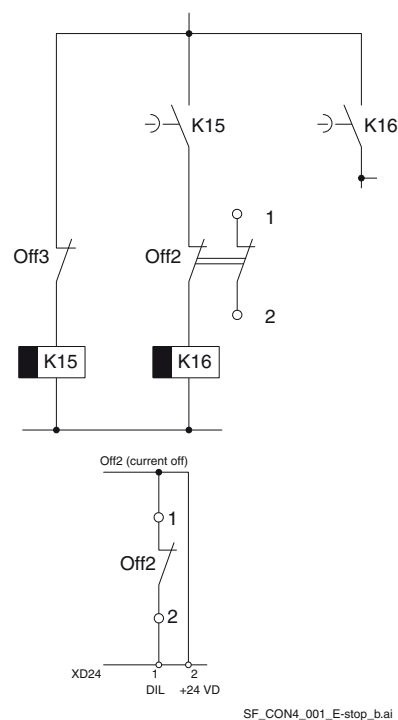 K15
K16
1
Off3
Off2
2
K15
K16
Off2 (current off)
1
Off2
2
XD24
1
2
DIL
+24 VD
SF_CON4_001_E-stop_b.ai